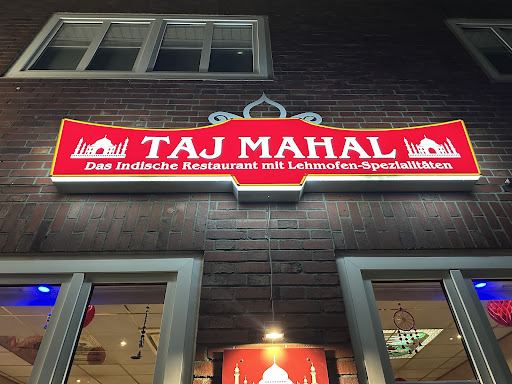 TAJ MAHAL
Das Indische Restaurant mit Lehmofen-Spezialitäten